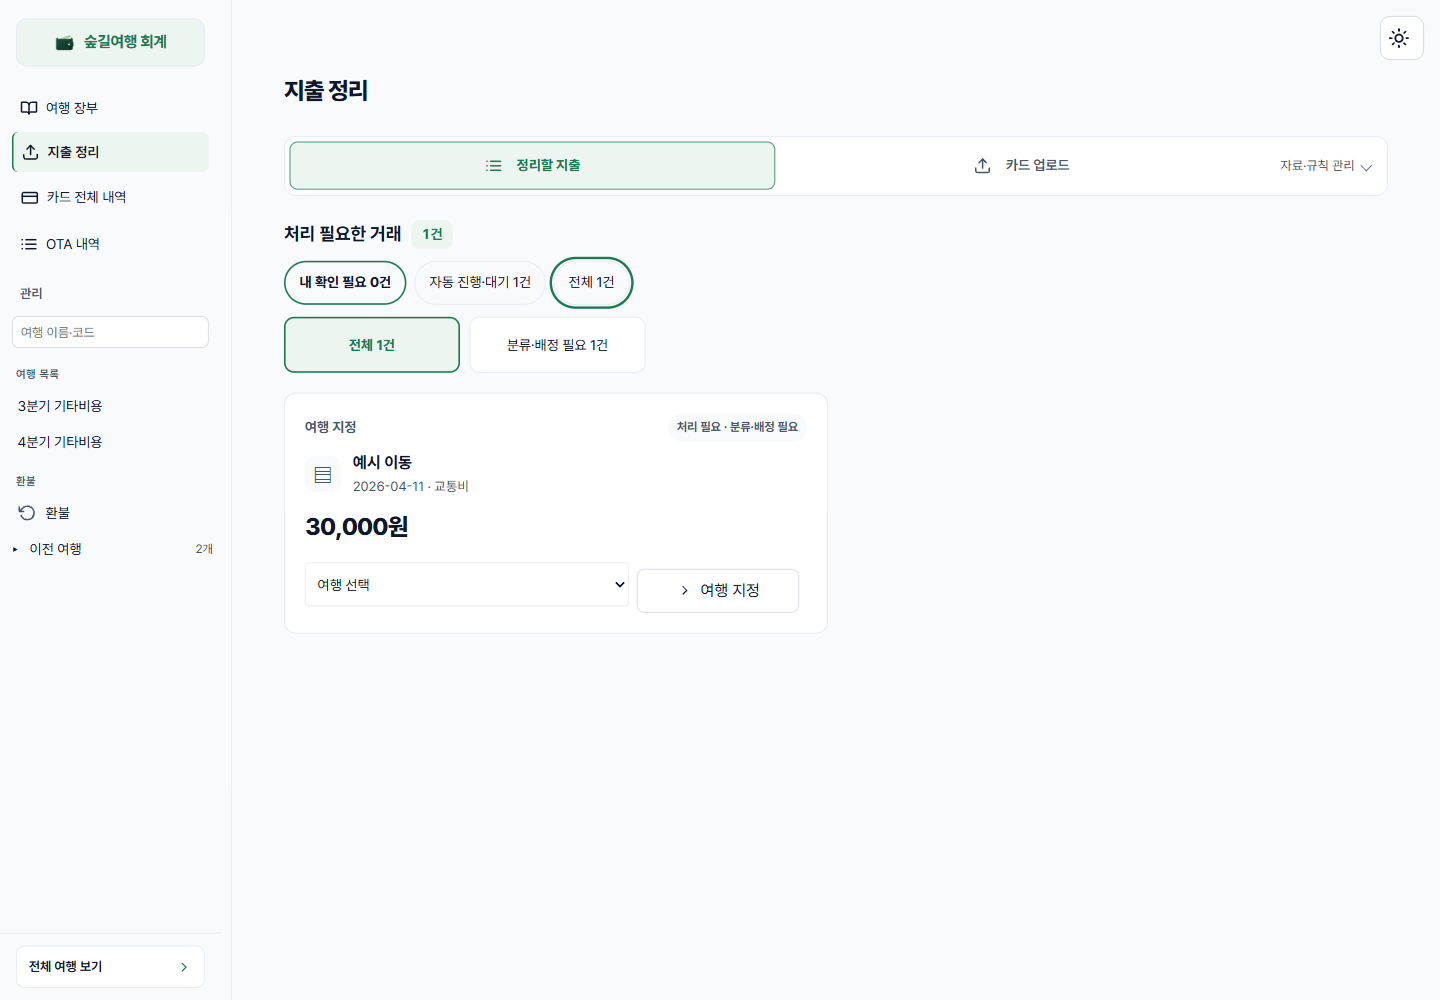 숲길여행 회계
여행 장부
지출 정리
카드 전체 내역
OTA 내역
관리
여행 이름·코드
여행 목록
3분기 기타비용
4분기 기타비용
환불
환불
이전 여행 2개
전체 여행 보기
지출 정리
정리할 지출
카드 업로드
자료·규칙 관리
처리 필요한 거래 1건
내 확인 필요 0건
자동 진행·대기 1건
전체 1건
전체 1건
분류·배정 필요 1건
여행 지정
처리 필요 · 분류·배정 필요
예시 이동
2026-04-11 · 교통비
30,000원
여행 선택
여행 지정